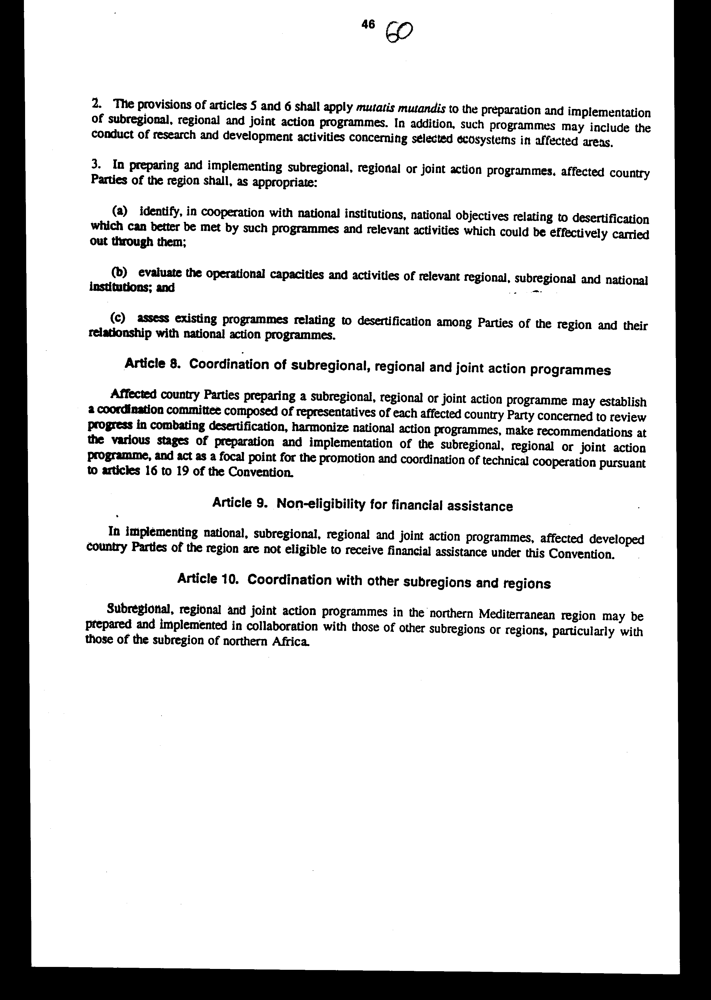 46 60
2. The provisions of articles 5 and 6 shall apply mutatis mutandis to the preparation and implementation
of subregional, regional and joint action programmes. In addition, such programmes may include the
conduct of research and development activities concerning selected ecosystems in affected areas.
3. In preparing and implementing subregional, regional or joint action programmes, affected country
Parties of the region shall, as appropriate:
(a) identify, in cooperation with national institutions, national objectives relating to desertification
which can better be met by such programmes and relevant activities which could be effectively carried
out through them;
(b) evaluate the operational capacities and activities of relevant regional, subregional and national
institutions; and
(c) assess existing programmes relating to desertification among Parties of the region and their
relationship with national action programmes.
Article 8. Coordination of subregional, regional and joint action programmes
Affected country Parties preparing a subregional, regional or joint action programme may establish
a coordination committee composed of representatives of each affected country Party concerned to review
progress in combating desertification, harmonize national action programmes, make recommendations at
the various stages of preparation and implementation of the subregional, regional or joint action
programme, and act as a focal point for the promotion and coordination of technical cooperation pursuant
to articles 16 to 19 of the Convention.
Article 9. Non-eligibility for financial assistance
In implementing national, subregional, regional and joint action programmes, affected developed
country Parties of the region are not eligible to receive financial assistance under this Convention.
Article 10. Coordination with other subregions and regions
Subregional, regional and joint action programmes in the northern Mediterranean region may be
prepared and implemented in collaboration with those of other subregions or regions, particularly with
those of the subregion of northern Africa.